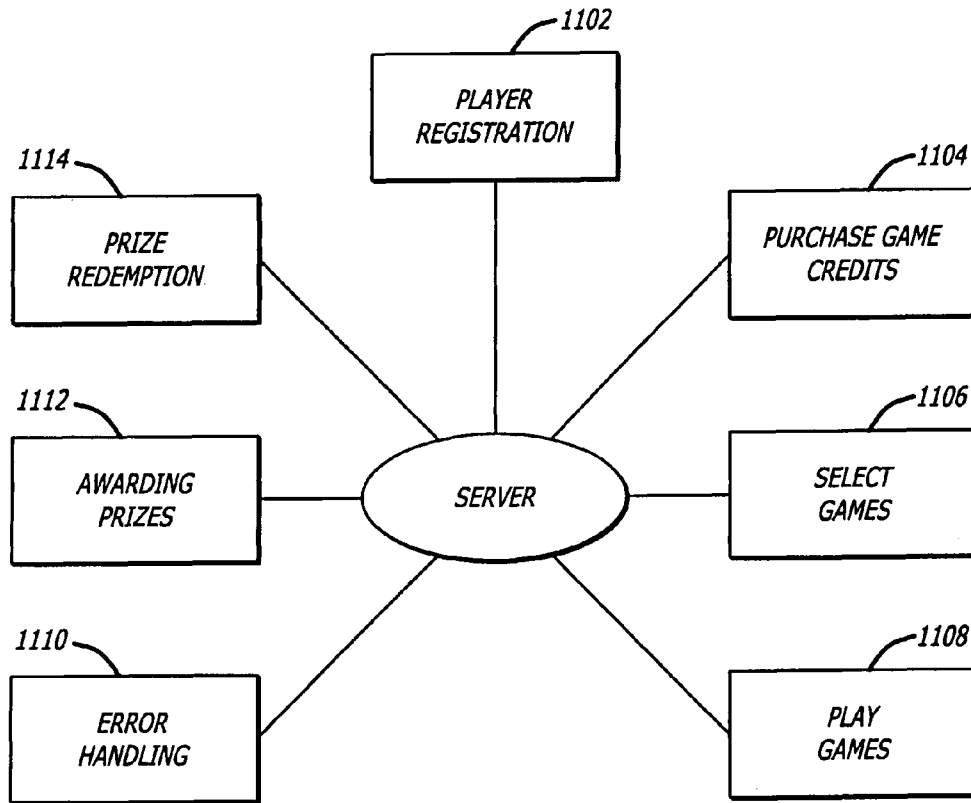 1102
PLAYER
REGISTRATION
1114
PRIZE
REDEMPTION
1104
PURCHASE GAME
CREDITS
1112
AWARDING
PRIZES
SERVER
1106
SELECT
GAMES
1110
ERROR
HANDLING
1108
PLAY
GAMES